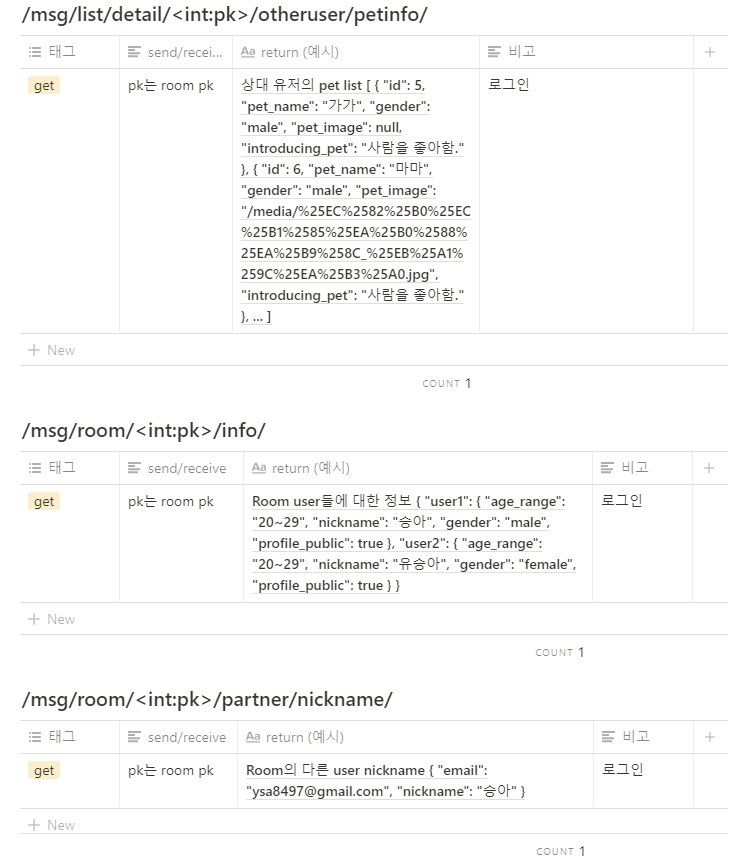 /msg/list/detail/<int:pk>/otheruser/petinfo/
태그 send/recei... Aa return (예시) 비고 +
get pk는 room pk 상대 유저의 pet list [ { "id": 5, 로그인
"pet_name": "가가", "gender":
"male", "pet_image": null,
"introducing_pet": "사람을 좋아함."
}, { "id": 6, "pet_name": "마마",
"gender": "male", "pet_image":
"/media/%25EC%2582%25B0%25EC
%25B1%2585%25EA%25B0%2588%
25EA%25B9%258C_%25EB%25A1%
259C%25EA%25B3%25A0.jpg",
"introducing_pet": "사람을 좋아함."
}, ... ]
+ New
COUNT 1
/msg/room/<int:pk>/info/
태그 send/receive Aa return (예시) 비고 +
get pk는 room pk Room user들에 대한 정보 { "user1": { "age_range": 로그인
"20~29", "nickname": "승아", "gender": "male",
"profile_public": true }, "user2": { "age_range":
"20~29", "nickname": "유승아", "gender": "female",
"profile_public": true } }
+ New
COUNT 1
/msg/room/<int:pk>/partner/nickname/
태그 send/receive Aa return (예시) 비고 +
get pk는 room pk Room의 다른 user nickname { "email": 로그인
"ysa8497@gmail.com", "nickname": "승아" }
+ New
COUNT 1